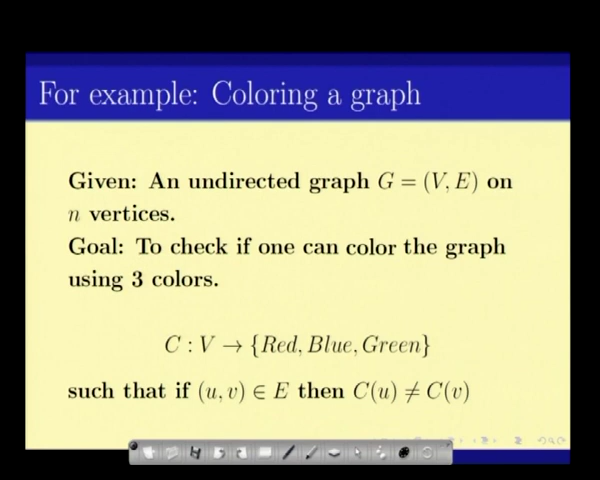 For example: Coloring a graph
Given: An undirected graph G = (V, E) on
n vertices.
Goal: To check if one can color the graph
using 3 colors.
C : V → {Red, Blue, Green}
such that if (u, v) ∈ E then C(u) ≠ C(v)